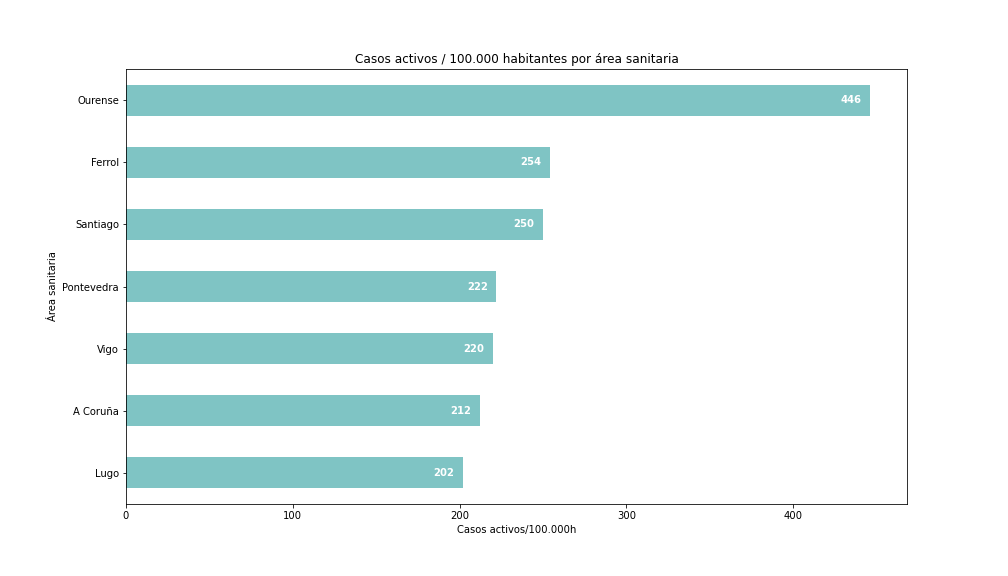 Casos activos / 100.000 habitantes por área sanitaria
Ourense 446
Ferrol 254
Santiago 250
Pontevedra 222
Vigo 220
A Coruña 212
Lugo 202
Área sanitaria
0 100 200 300 400
Casos activos/100.000h